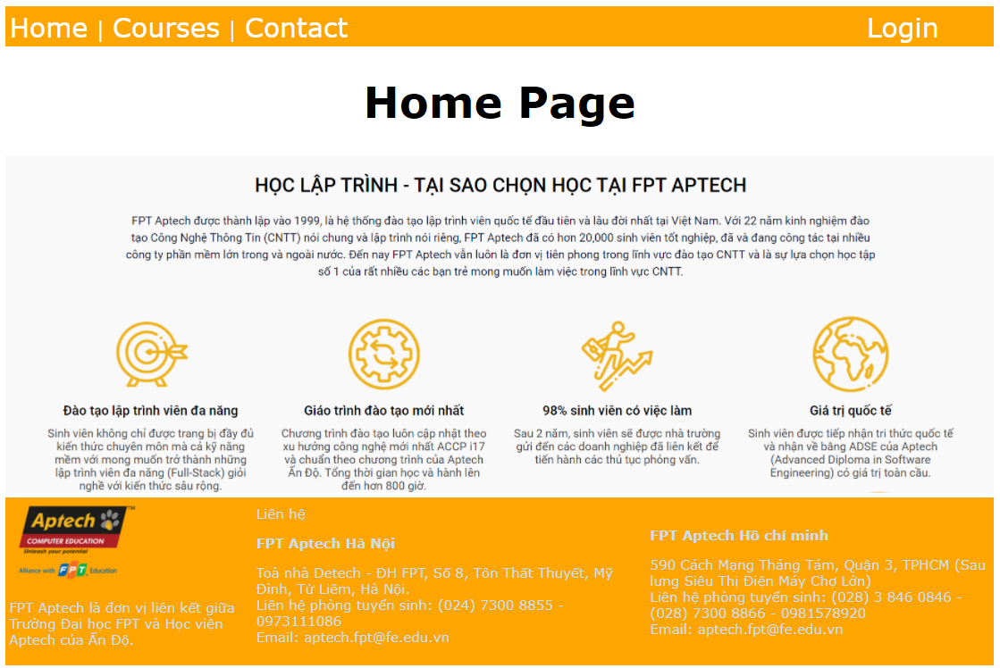 Home | Courses | Contact
Login
Home Page
HỌC LẬP TRÌNH - TẠI SAO CHỌN HỌC TẠI FPT APTECH
FPT Aptech được thành lập vào 1999, là hệ thống đào tạo lập trình viên quốc tế đầu tiên và lâu đời nhất tại Việt Nam. Với 22 năm kinh nghiệm đào
tạo Công Nghệ Thông Tin (CNTT) nói chung và lập trình nói riêng, FPT Aptech đã có hơn 20,000 sinh viên tốt nghiệp, đã và đang công tác tại nhiều
công ty phần mềm lớn trong và ngoài nước. Đến nay FPT Aptech vẫn luôn là đơn vị tiên phong trong lĩnh vực đào tạo CNTT và là sự lựa chọn học tập
số 1 của rất nhiều các bạn trẻ mong muốn làm việc trong lĩnh vực CNTT.
Đào tạo lập trình viên đa năng
Sinh viên không chỉ được trang bị đầy đủ
kiến thức chuyên môn mà cả kỹ năng
mềm với mong muốn trở thành những
lập trình viên đa năng (Full-Stack) giỏi
nghề với kiến thức sâu rộng.
Giáo trình đào tạo mới nhất
Chương trình đào tạo luôn cập nhật theo
xu hướng công nghệ mới nhất ACCP i17
và chuẩn theo chương trình của Aptech
Ấn Độ. Tổng thời gian học và hành lên
đến hơn 800 giờ.
98% sinh viên có việc làm
Sau 2 năm, sinh viên sẽ được nhà trường
gửi đến các doanh nghiệp đã liên kết để
tiến hành các thủ tục phỏng vấn.
Giá trị quốc tế
Sinh viên được tiếp nhận tri thức quốc tế
và nhận về bằng ADSE của Aptech
(Advanced Diploma in Software
Engineering) có giá trị toàn cầu.
Aptech TM
COMPUTER EDUCATION
Unleash your potential
Alliance with FPT Education
FPT Aptech là đơn vị liên kết giữa
Trường Đại học FPT và Học viện
Aptech của Ấn Độ.
Liên hệ
FPT Aptech Hà Nội
Toà nhà Detech - ĐH FPT, Số 8, Tôn Thất Thuyết, Mỹ
Đình, Từ Liêm, Hà Nội.
Liên hệ phòng tuyển sinh: (024) 7300 8855 -
0973111086
Email: aptech.fpt@fe.edu.vn
FPT Aptech Hồ chí minh
590 Cách Mạng Tháng Tám, Quận 3, TPHCM (Sau
lưng Siêu Thị Điện Máy Chợ Lớn)
Liên hệ phòng tuyển sinh: (028) 3 846 0846 -
(028) 7300 8866 - 0981578920
Email: aptech.fpt@fe.edu.vn